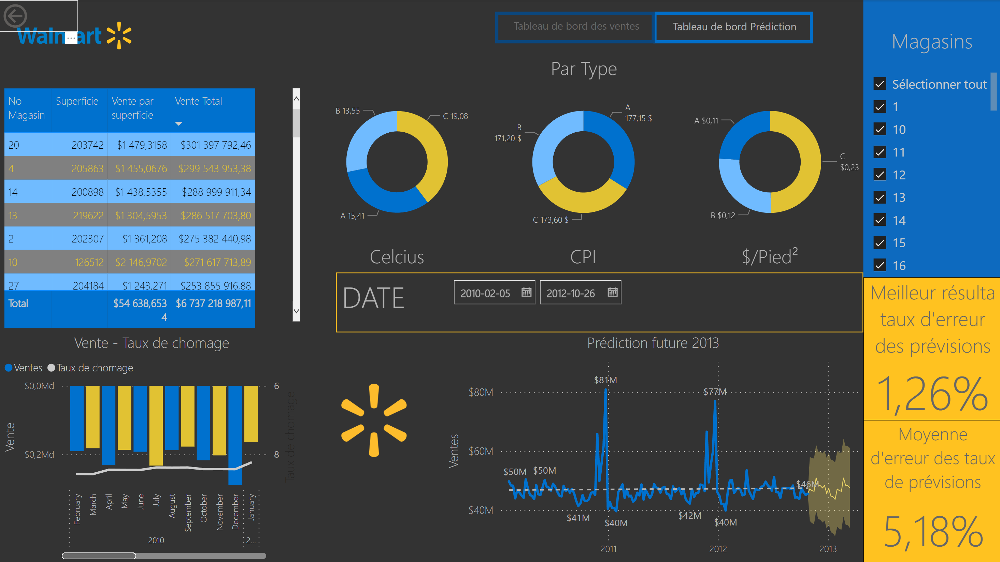 Walmart
...
Tableau de bord des ventes
Tableau de bord Prédiction
Par Type
No Magasin Superficie Vente par superficie Vente Total
20 203742 $1 479,3158 $301 397 792,46
4 205863 $1 455,0676 $299 543 953,38
14 200898 $1 438,5355 $288 999 911,34
13 219622 $1 304,5953 $286 517 703,80
2 202307 $1 361,208 $275 382 440,98
10 126512 $2 146,9702 $271 617 713,89
27 204184 $1 243,271 $253 855 916,88
Total $54 638,6534 $6 737 218 987,11
B 13,55
C 19,08
A 15,41
Celcius
A
177,15 $
B
171,20 $
C 173,60 $
CPI
A $0,11
C
$0,23
B $0,12
$/Pied²
DATE
2010-02-05
2012-10-26
Vente - Taux de chomage
Ventes Taux de chomage
Vente
$0,0Md
$0,2Md
6
8
Taux de chomage
February
March
April
May
June
July
August
September
October
November
December
January
2010
2...
Prédiction future 2013
Ventes
$80M
$60M
$40M
$50M
$50M
$41M
$81M
$40M
$42M
$77M
$40M
$46M
2011
2012
2013
Magasins
Sélectionner tout
1
10
11
12
13
14
15
16
Meilleur résulta
taux d'erreur
des prévisions
1,26%
Moyenne
d'erreur des taux
de prévisions
5,18%